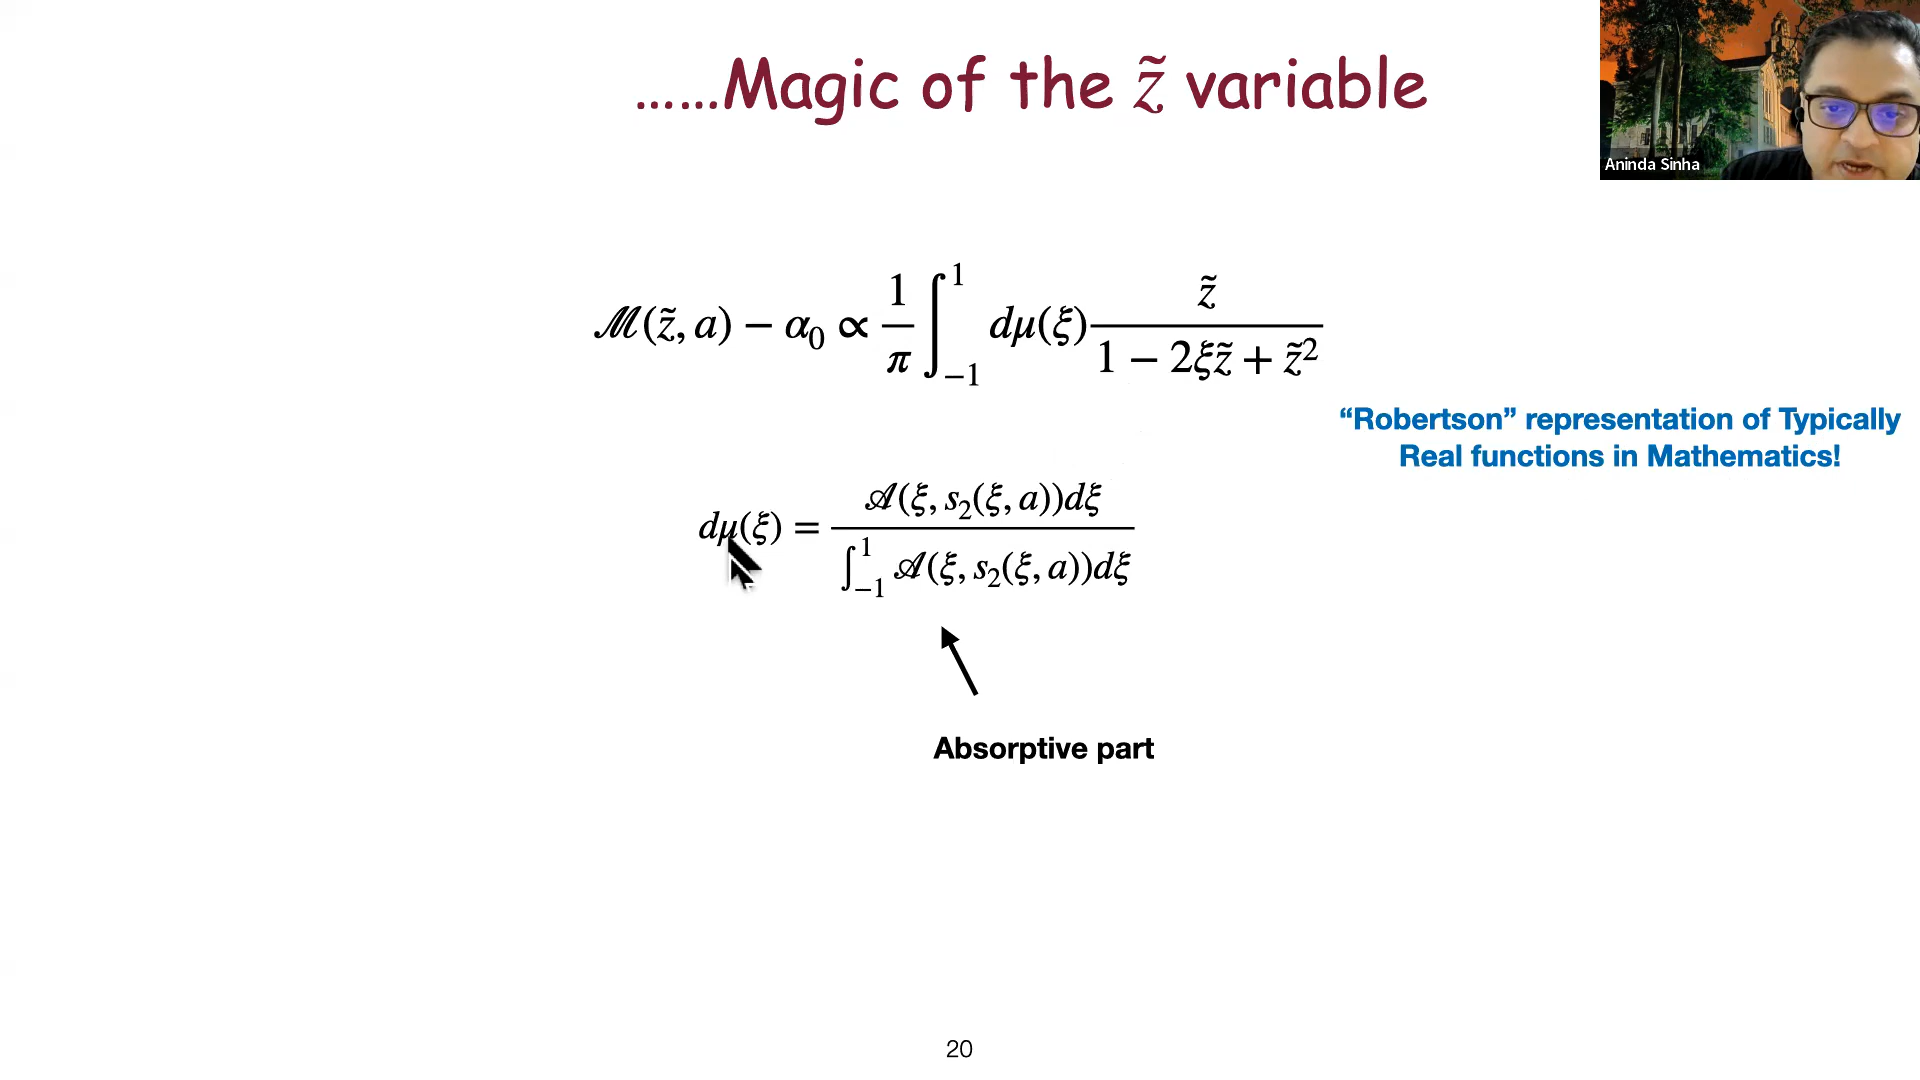 ......Magic of the z̃ variable
Aninda Sinha
ℳ(z̃, a) − α₀ ∝ 1/π ∫₋₁¹ dμ(ξ) z̃/(1 − 2ξz̃ + z̃²)
“Robertson” representation of Typically
Real functions in Mathematics!
dμ(ξ) = 𝒜(ξ, s₂(ξ, a))dξ / ∫₋₁¹ 𝒜(ξ, s₂(ξ, a))dξ
Absorptive part
20